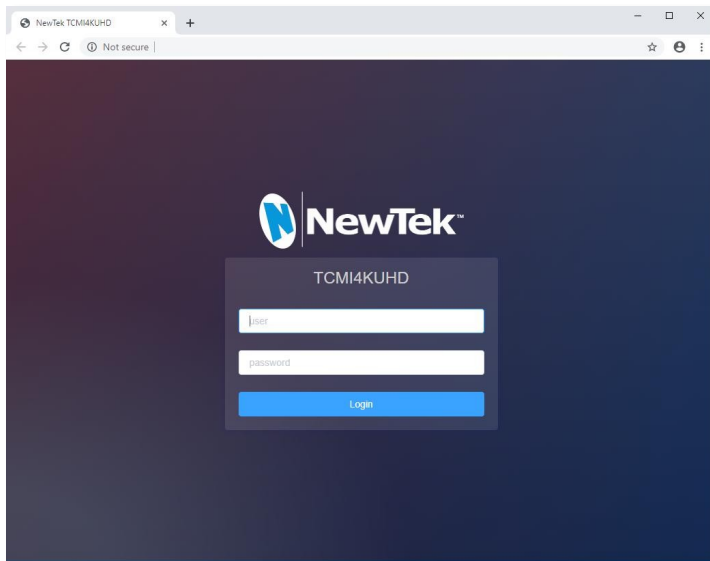 NewTek TCMI4KUHD
Not secure
NewTek™
TCMI4KUHD
user
password
Login